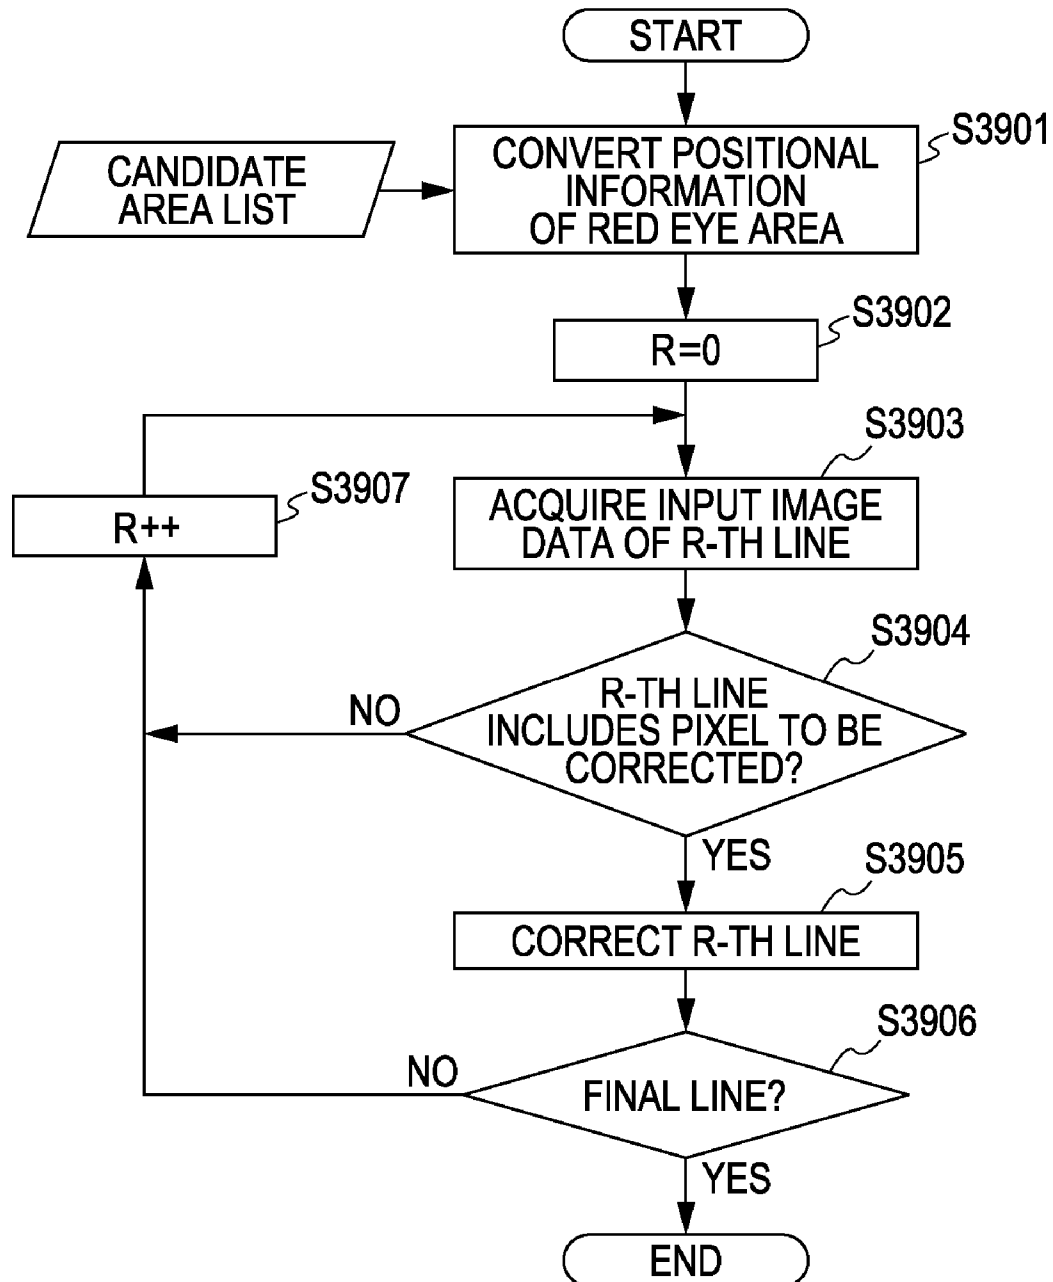 START
S3901
CONVERT POSITIONAL
INFORMATION
OF RED EYE AREA
CANDIDATE
AREA LIST
S3902
R=0
S3903
ACQUIRE INPUT IMAGE
DATA OF R-TH LINE
S3907
R++
S3904
R-TH LINE
INCLUDES PIXEL TO BE
CORRECTED?
NO
YES
S3905
CORRECT R-TH LINE
S3906
FINAL LINE?
NO
YES
END